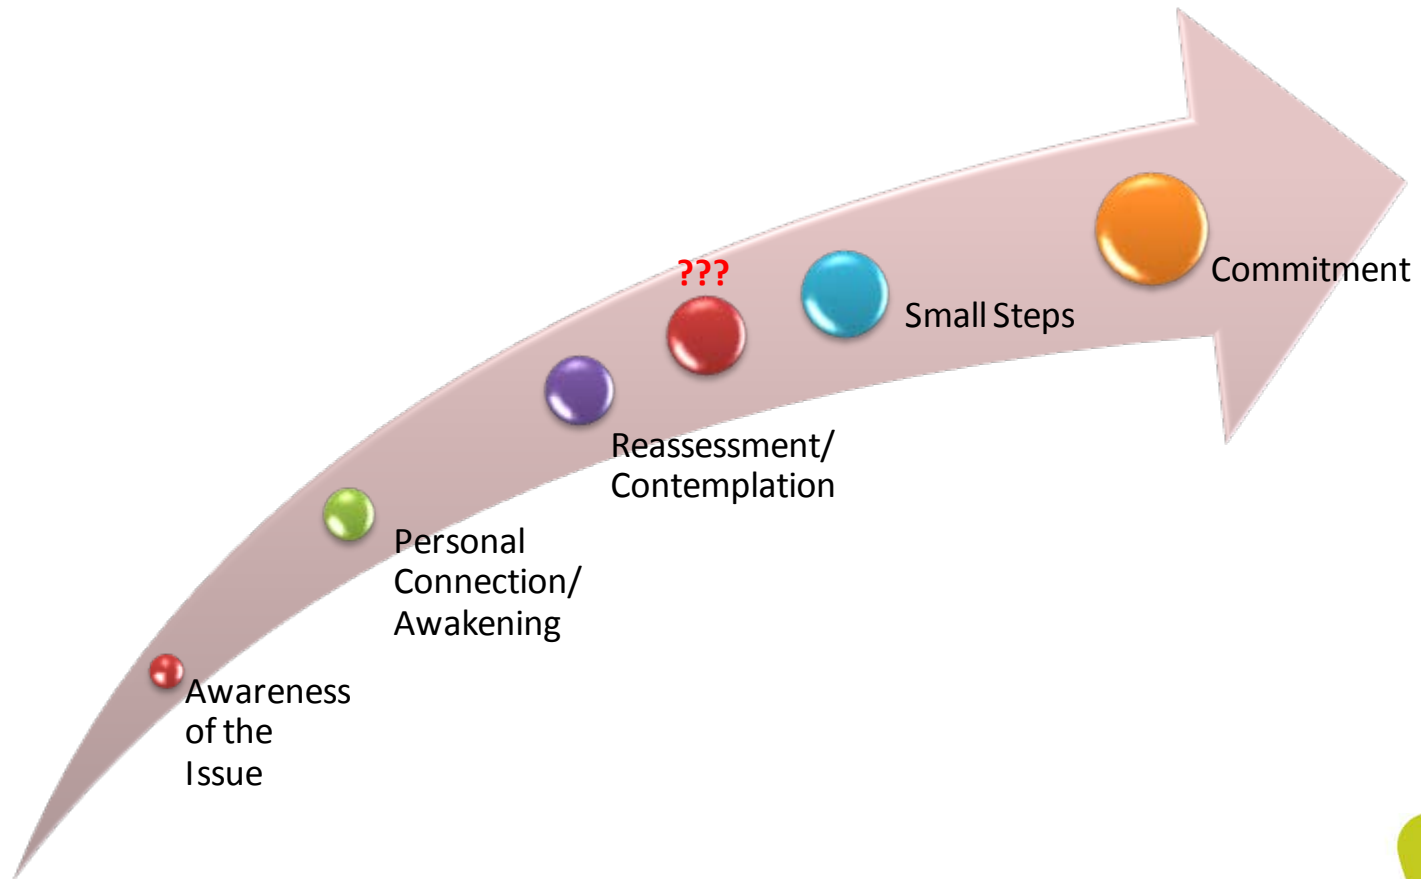 Awareness
of the
Issue
Personal
Connection/
Awakening
Reassessment/
Contemplation
???
Small Steps
Commitment